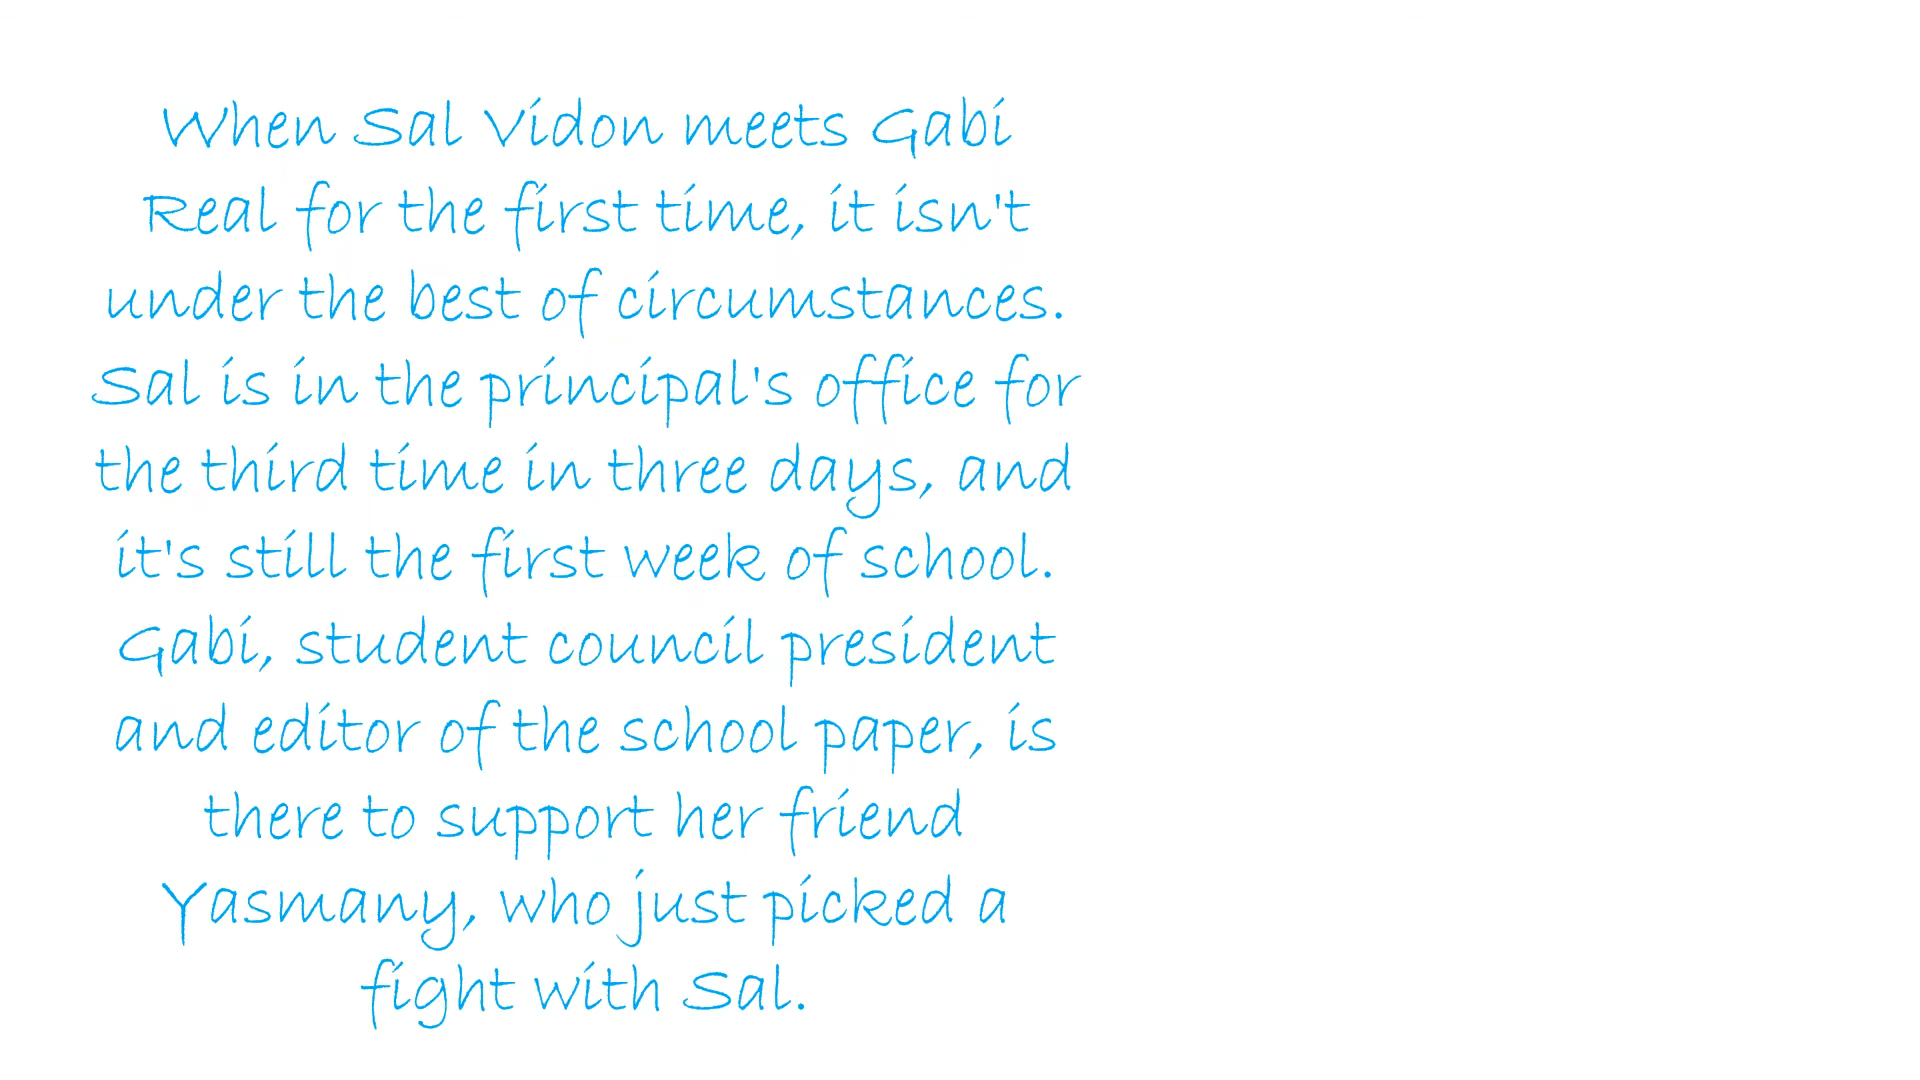 When Sal Vidon meets Gabi
Real for the first time, it isn't
under the best of circumstances.
Sal is in the principal's office for
the third time in three days, and
it's still the first week of school.
Gabi, student council president
and editor of the school paper, is
there to support her friend
Yasmany, who just picked a
fight with Sal.